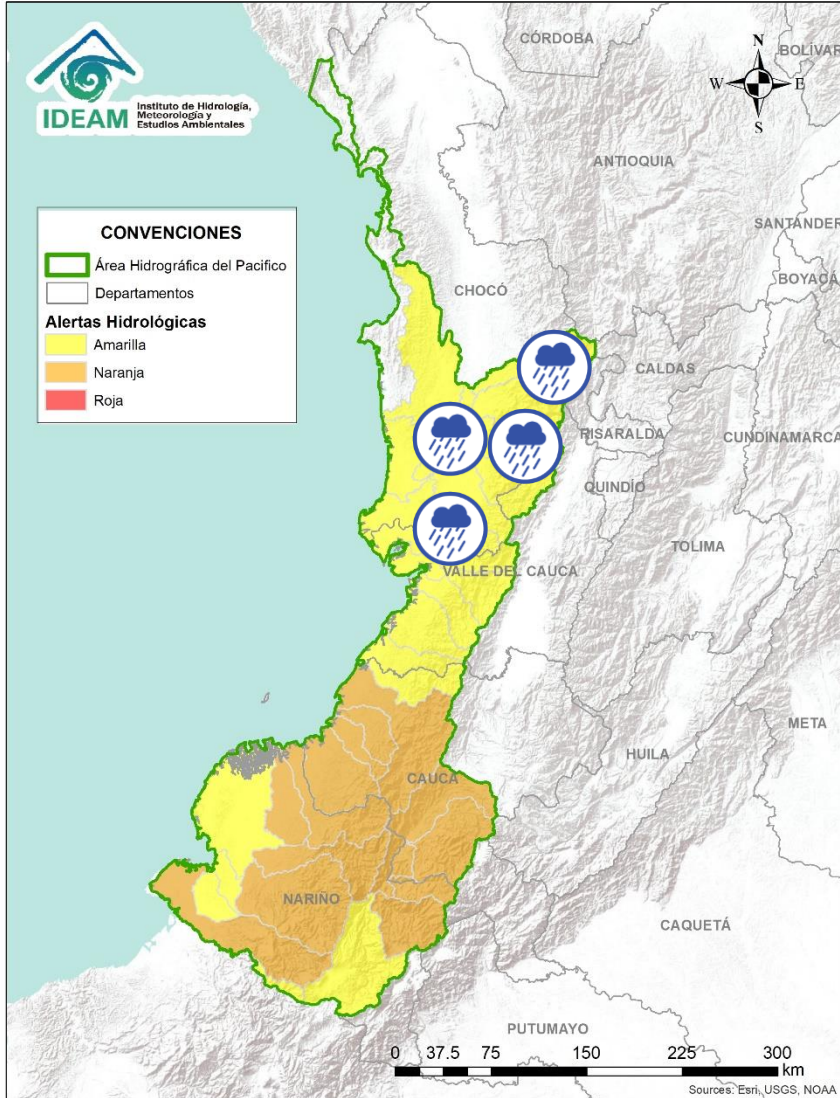 CÓRDOBA
BOLÍVAR
N
W E
S
IDEAM
Instituto de Hidrología,
Meteorología y
Estudios Ambientales
ANTIOQUIA
SANTANDER
CONVENCIONES
Área Hidrográfica del Pacifico
Departamentos
Alertas Hidrológicas
Amarilla
Naranja
Roja
BOYACÁ
CHOCÓ
CALDAS
RISARALDA
CUNDINAMARCA
QUINDÍO
TOLIMA
VALLE DEL CAUCA
META
HUILA
CAUCA
NARIÑO
CAQUETÁ
PUTUMAYO
0 37.5 75 150 225 300
km
Sources: Esri, USGS, NOAA